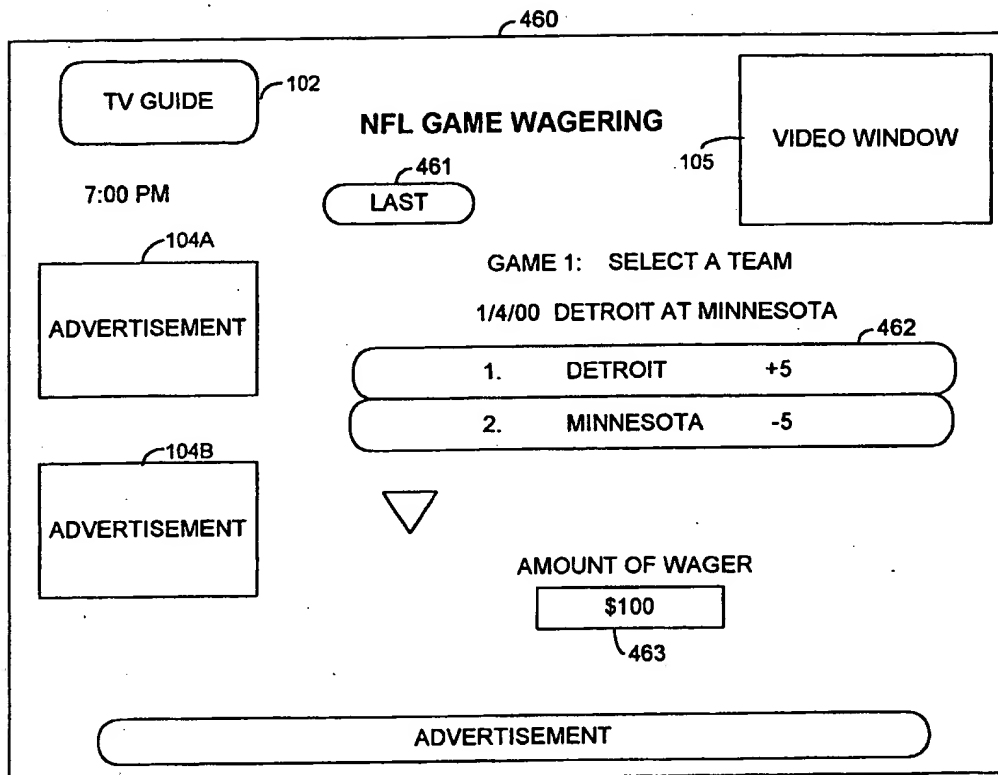 460
TV GUIDE
102
NFL GAME WAGERING
VIDEO WINDOW
105
7:00 PM
461
LAST
104A
ADVERTISEMENT
GAME 1: SELECT A TEAM
1/4/00 DETROIT AT MINNESOTA
462
1. DETROIT +5
2. MINNESOTA -5
104B
ADVERTISEMENT
AMOUNT OF WAGER
$100
463
ADVERTISEMENT